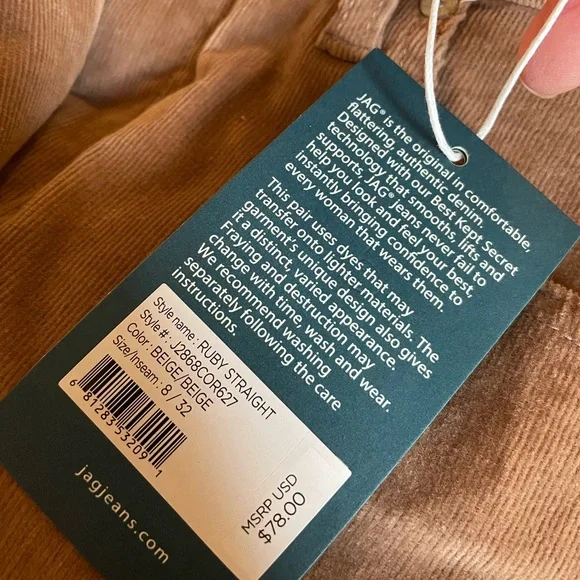 JAG® is the original in comfortable,
flattering, authentic denim.
Designed with our Best Kept Secret
technology that smooths, lifts and
supports, JAG® jeans never fail to
help you look and feel your best,
instantly bringing confidence to
every woman that wears them.
This pair uses dyes that may
transfer onto lighter materials. The
garment's unique design also gives
it a distinct, varied appearance.
Fraying and destruction may
change with time, wash and wear.
We recommend washing
separately following the care
instructions.
Style name: RUBY STRAIGHT
Style #: J2868COR627
Color: BEIGE/BEIGE
Size/Inseam: 8 / 32
6 81283 53209 1
MSRP USD
$78.00
jagjeans.com